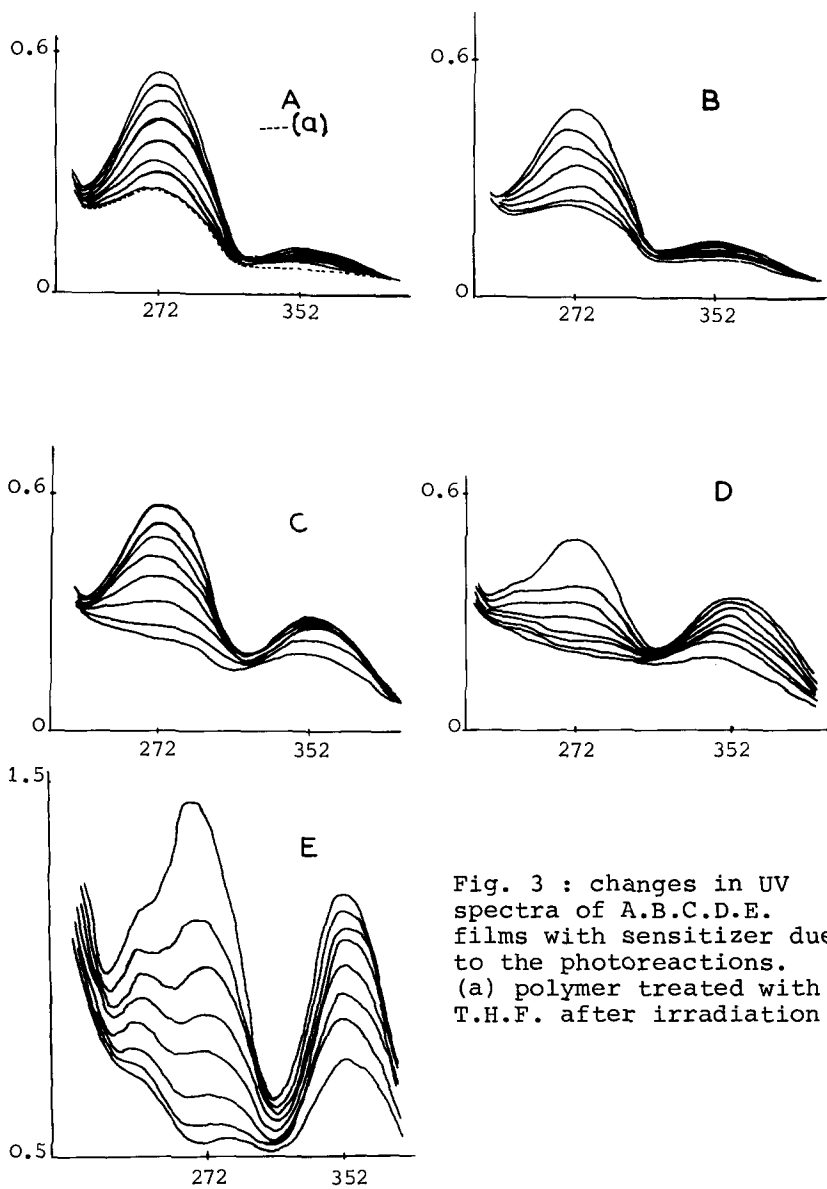 0.6
A
----(a)
0
272 352
0.6
B
0
272 352
0.6
C
0
272 352
0.6
D
0
272 352
1.5
E
0.5
272 352
Fig. 3 : changes in UV
spectra of A.B.C.D.E.
films with sensitizer due
to the photoreactions.
(a) polymer treated with
T.H.F. after irradiation